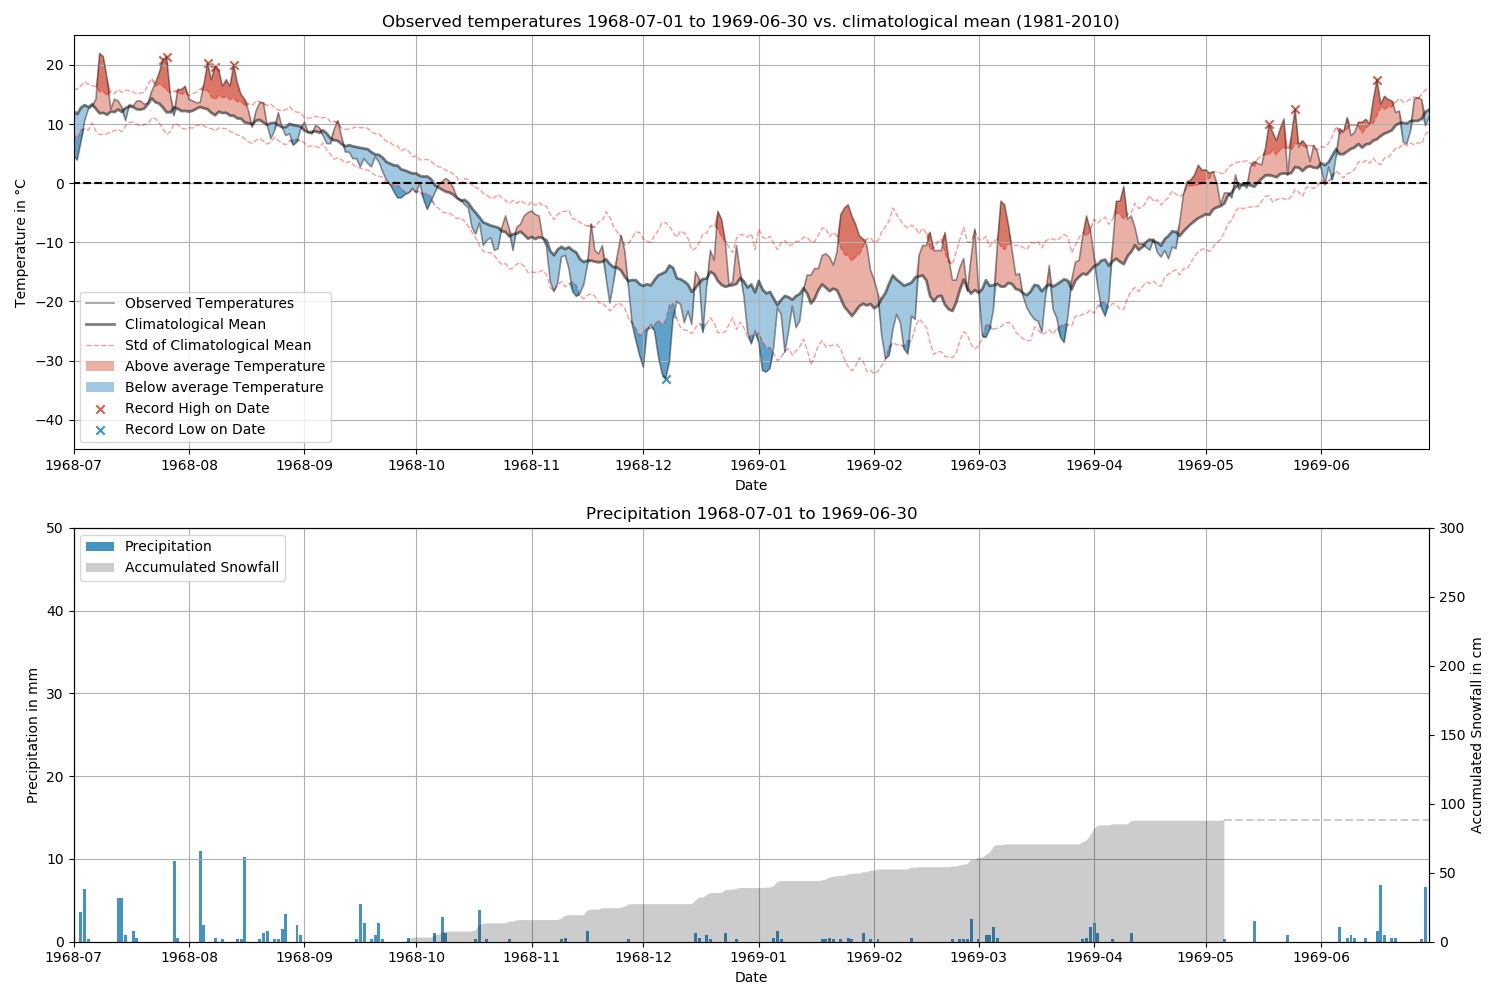 Observed temperatures 1968-07-01 to 1969-06-30 vs. climatological mean (1981-2010)
20
10
0
−10
−20
−30
−40
Temperature in °C
Observed Temperatures
Climatological Mean
Std of Climatological Mean
Above average Temperature
Below average Temperature
Record High on Date
Record Low on Date
1968-07 1968-08 1968-09 1968-10 1968-11 1968-12 1969-01 1969-02 1969-03 1969-04 1969-05 1969-06
Date
Precipitation 1968-07-01 to 1969-06-30
50
40
30
20
10
0
Precipitation in mm
Precipitation
Accumulated Snowfall
300
250
200
150
100
50
0
Accumulated Snowfall in cm
1968-07 1968-08 1968-09 1968-10 1968-11 1968-12 1969-01 1969-02 1969-03 1969-04 1969-05 1969-06
Date